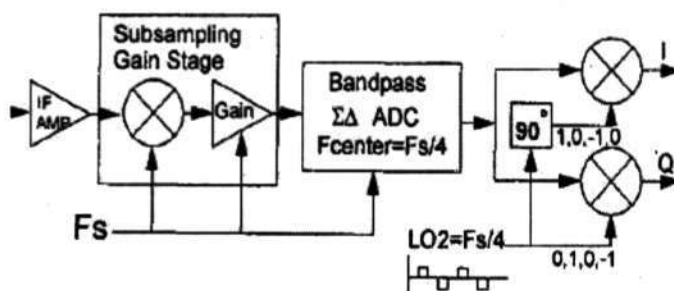 Subsampling
Gain Stage
IF
AMP
Gain
Bandpass
ΣΔ ADC
Fcenter=Fs/4
90°
1,0,-1,0
I
Q
Fs
LO2=Fs/4
0,1,0,-1